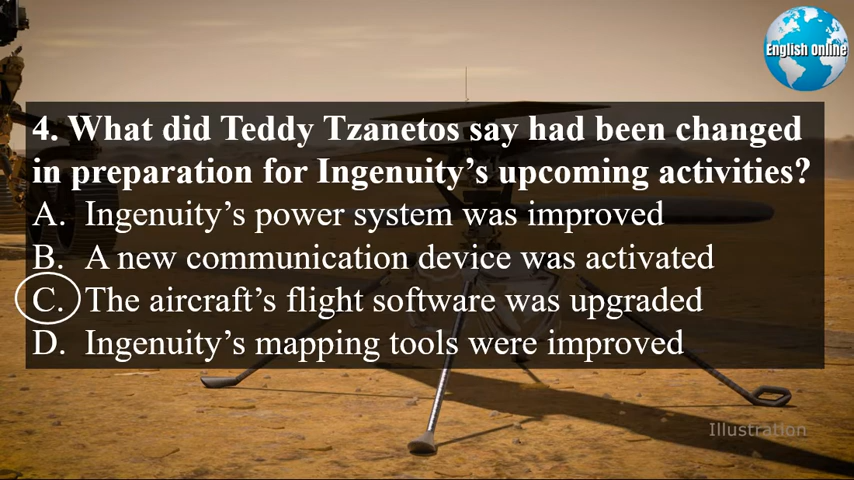 English Online
4. What did Teddy Tzanetos say had been changed
in preparation for Ingenuity's upcoming activities?
A. Ingenuity's power system was improved
B. A new communication device was activated
C. The aircraft's flight software was upgraded
D. Ingenuity's mapping tools were improved
Illustration